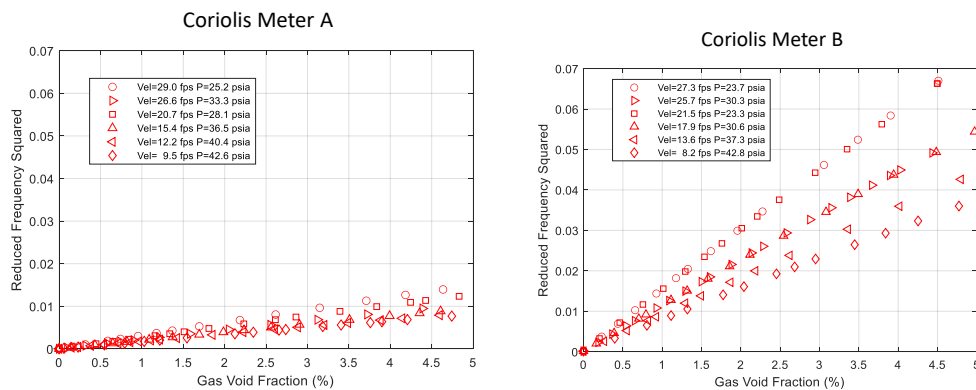 Coriolis Meter A
0.07
0.06
0.05
0.04
0.03
0.02
0.01
0
Reduced Frequency Squared
Vel=29.0 fps P=25.2 psia
Vel=26.6 fps P=33.3 psia
Vel=20.7 fps P=28.1 psia
Vel=15.4 fps P=36.5 psia
Vel=12.2 fps P=40.4 psia
Vel= 9.5 fps P=42.6 psia
0 0.5 1 1.5 2 2.5 3 3.5 4 4.5 5
Gas Void Fraction (%)
Coriolis Meter B
0.07
0.06
0.05
0.04
0.03
0.02
0.01
0
Reduced Frequency Squared
Vel=27.3 fps P=23.7 psia
Vel=25.7 fps P=30.3 psia
Vel=21.5 fps P=23.3 psia
Vel=17.9 fps P=30.6 psia
Vel=13.6 fps P=37.3 psia
Vel= 8.2 fps P=42.8 psia
0 0.5 1 1.5 2 2.5 3 3.5 4 4.5 5
Gas Void Fraction (%)